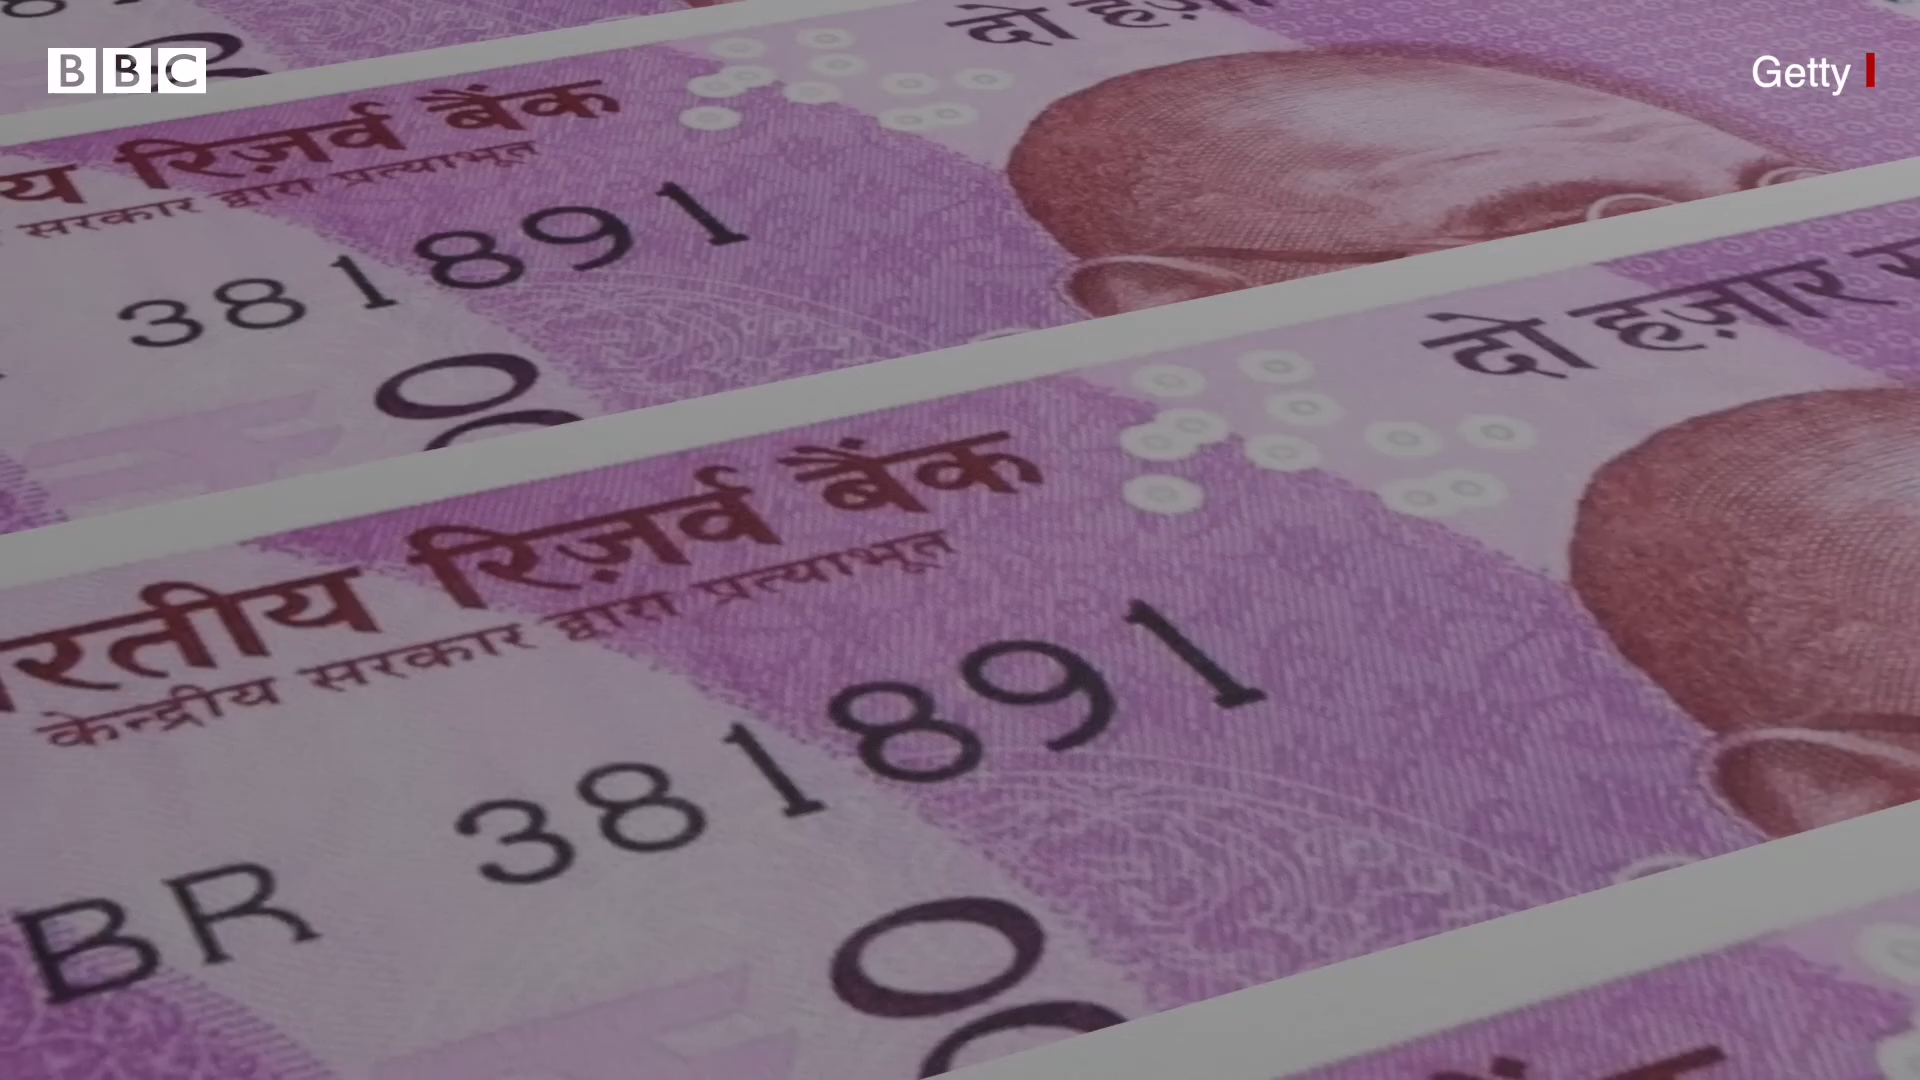 BBC
Getty
दो
रिज़र्व बैंक
सरकार द्वारा प्रत्याभूत
381891
दो हज़ार
रतीय रिज़र्व बैंक
केन्द्रीय सरकार द्वारा प्रत्याभूत
BR 381891